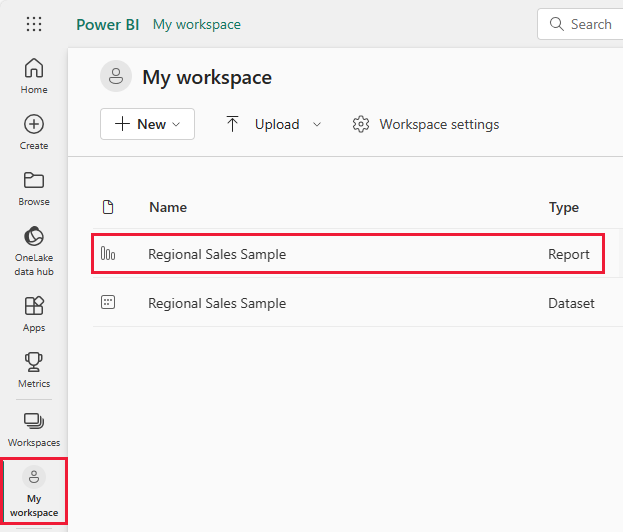 Power BI My workspace
Search
Home
Create
Browse
OneLake
data hub
Apps
Metrics
Workspaces
My
workspace
My workspace
New Upload Workspace settings
Name Type
Regional Sales Sample Report
Regional Sales Sample Dataset